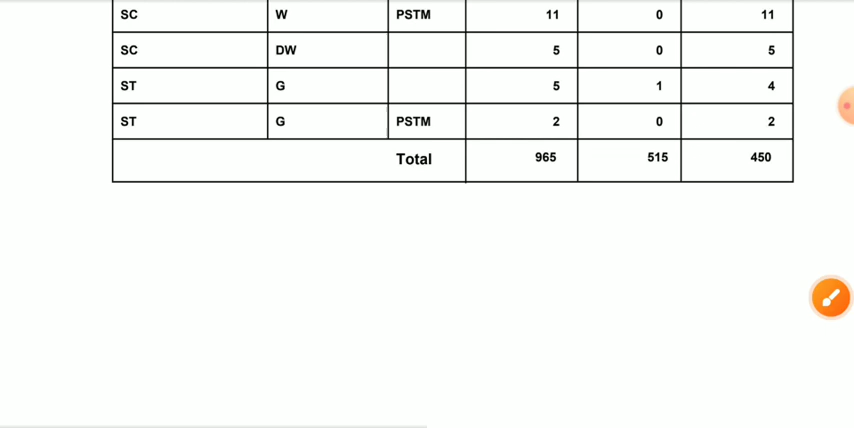 SC W PSTM 11 0 11
SC DW 5 0 5
ST G 5 1 4
ST G PSTM 2 0 2
Total 965 515 450